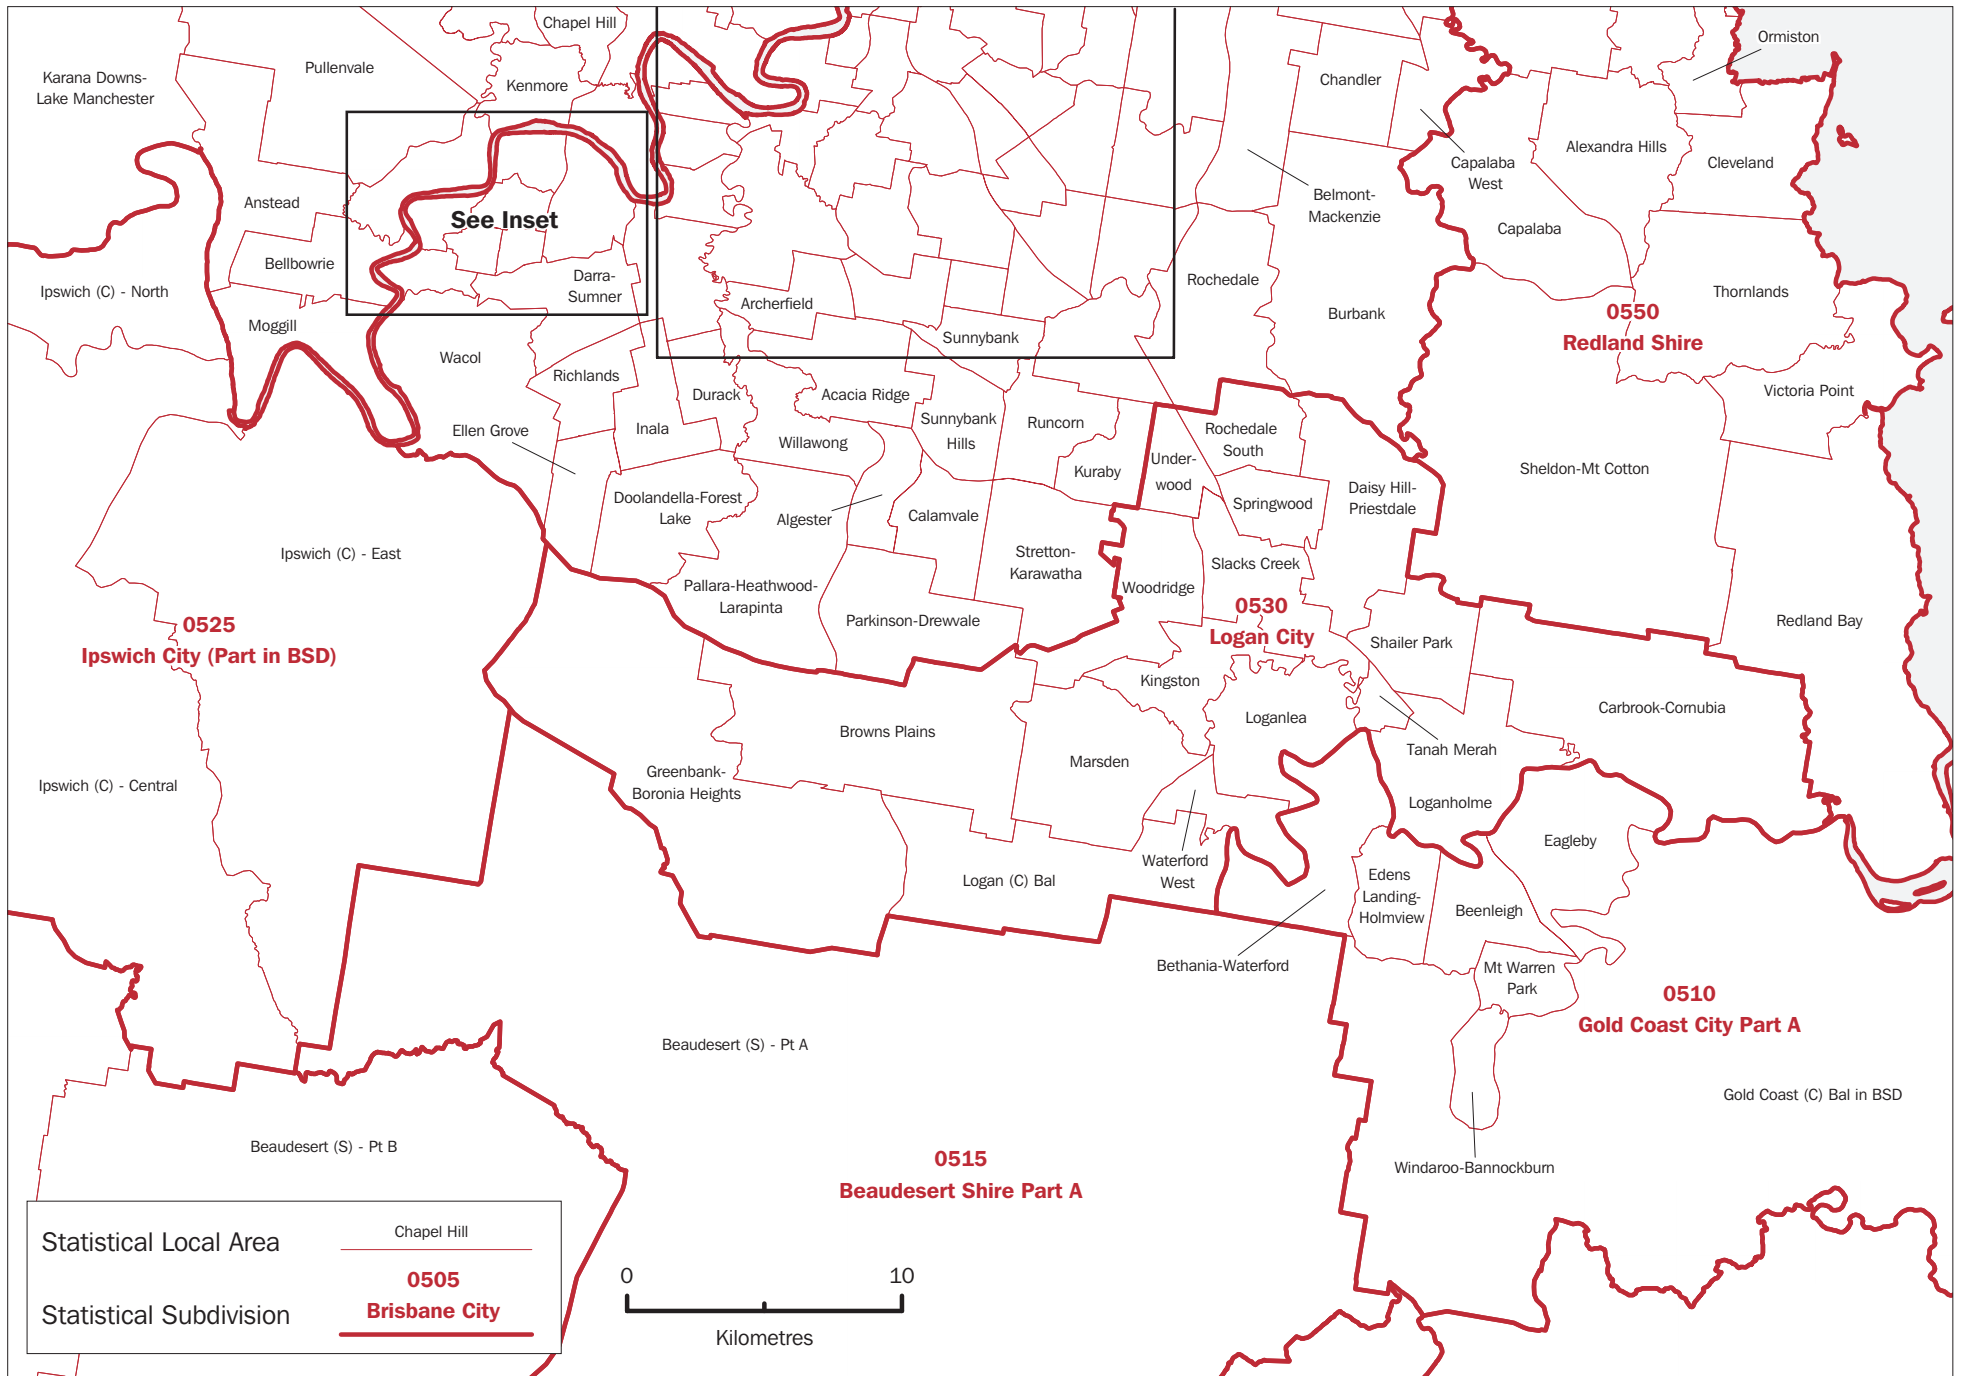 Chapel Hill
Ormiston
Karana Downs-
Lake Manchester
Pullenvale
Kenmore
Chandler
Alexandra Hills
Cleveland
Capalaba
West
Anstead
See Inset
Belmont-
Mackenzie
Capalaba
Bellbowrie
Darra-
Sumner
Rochedale
Ipswich (C) - North
Archerfield
Thornlands
Burbank
0550
Redland Shire
Moggill
Sunnybank
Wacol
Richlands
Durack
Acacia Ridge
Victoria Point
Ellen Grove
Inala
Willawong
Sunnybank
Hills
Runcorn
Rochedale
South
Under-
wood
Kuraby
Sheldon-Mt Cotton
Doolandella-Forest
Lake
Algester
Calamvale
Springwood
Daisy Hill-
Priestdale
Ipswich (C) - East
Stretton-
Karawatha
Slacks Creek
Woodridge
Pallara-Heathwood-
Larapinta
Parkinson-Drewvale
0530
Logan City
Redland Bay
0525
Ipswich City (Part in BSD)
Shailer Park
Kingston
Loganlea
Carbrook-Cornubia
Browns Plains
Tanah Merah
Marsden
Greenbank-
Boronia Heights
Ipswich (C) - Central
Loganholme
Eagleby
Waterford
West
Logan (C) Bal
Edens
Landing-
Holmview
Beenleigh
Bethania-Waterford
Mt Warren
Park
0510
Gold Coast City Part A
Beaudesert (S) - Pt A
Gold Coast (C) Bal in BSD
Beaudesert (S) - Pt B
0515
Beaudesert Shire Part A
Windaroo-Bannockburn
Statistical Local Area
Chapel Hill
0505
Statistical Subdivision
Brisbane City
0 10
Kilometres